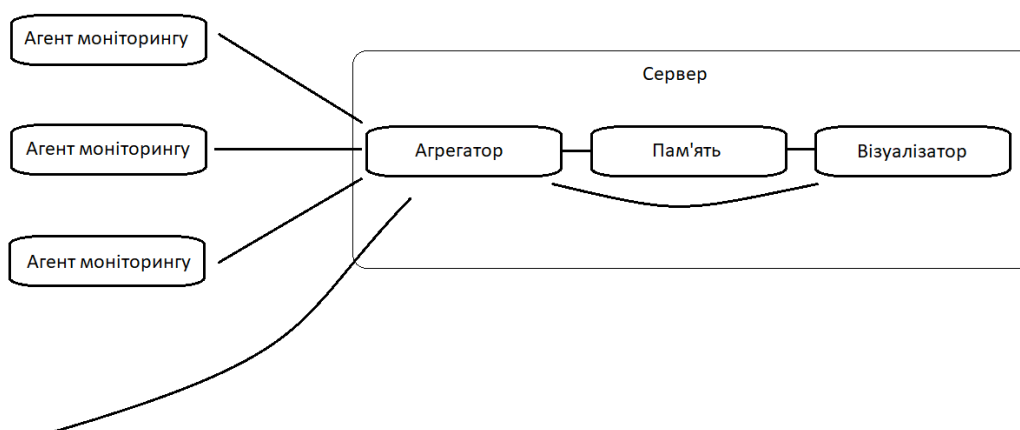 Агент моніторингу
Сервер
Агент моніторингу
Агрегатор
Пам'ять
Візуалізатор
Агент моніторингу